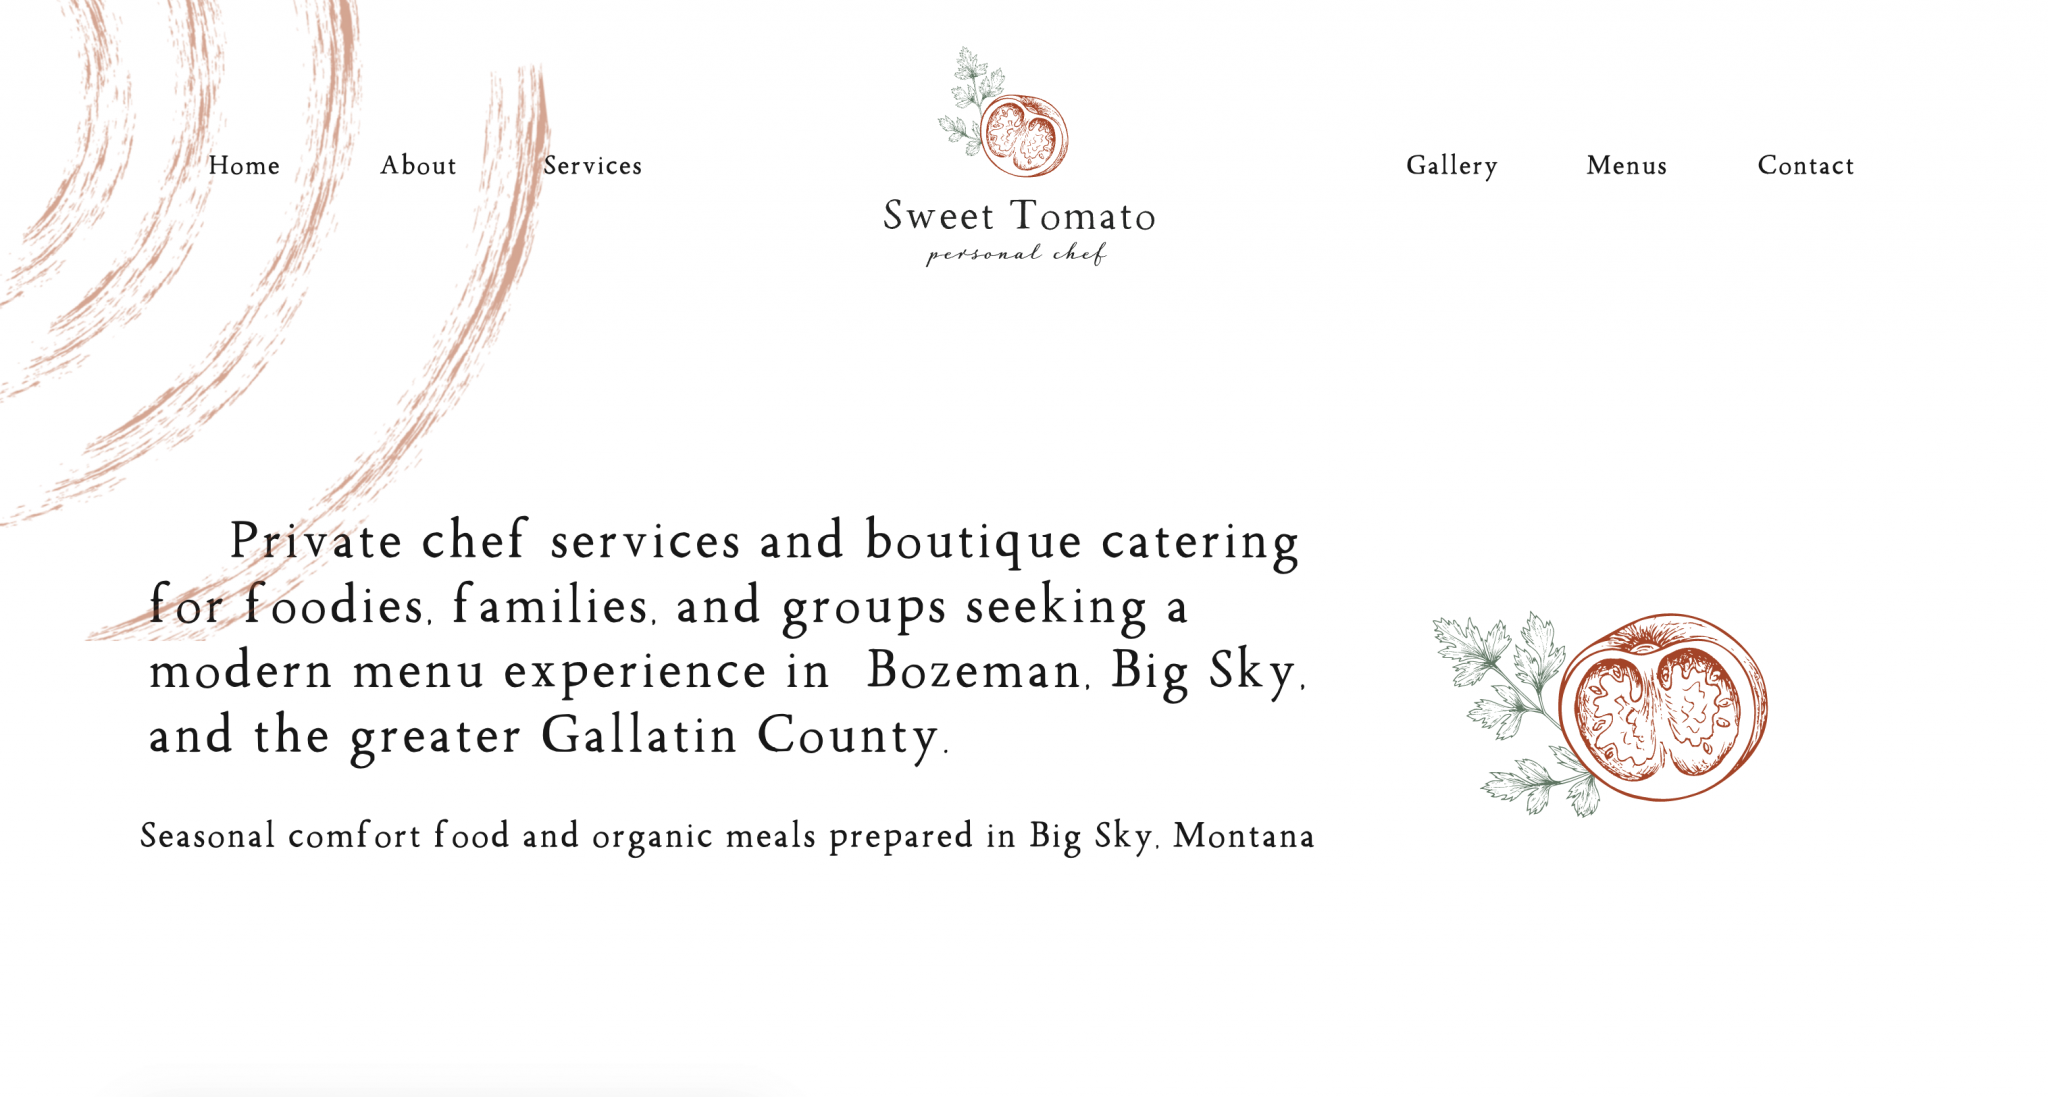 Home About Services Gallery Menus Contact
Sweet Tomato
personal chef
Private chef services and boutique catering
for foodies, families, and groups seeking a
modern menu experience in Bozeman, Big Sky,
and the greater Gallatin County.
Seasonal comfort food and organic meals prepared in Big Sky, Montana